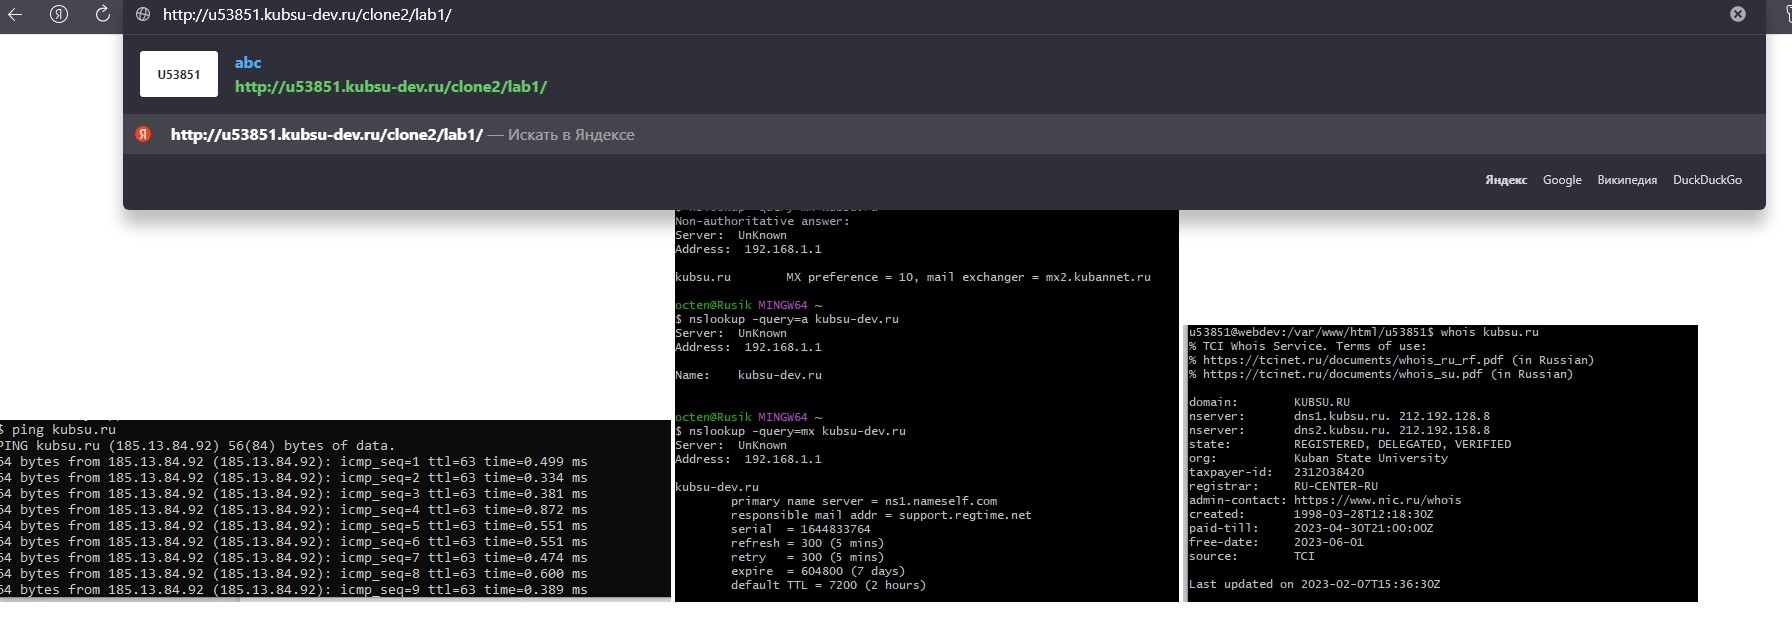 http://u53851.kubsu-dev.ru/clone2/lab1/
U53851
abc
http://u53851.kubsu-dev.ru/clone2/lab1/
Я http://u53851.kubsu-dev.ru/clone2/lab1/ — Искать в Яндексе
Яндекс Google Википедия DuckDuckGo
$ ping kubsu.ru
PING kubsu.ru (185.13.84.92) 56(84) bytes of data.
64 bytes from 185.13.84.92 (185.13.84.92): icmp_seq=1 ttl=63 time=0.499 ms
64 bytes from 185.13.84.92 (185.13.84.92): icmp_seq=2 ttl=63 time=0.334 ms
64 bytes from 185.13.84.92 (185.13.84.92): icmp_seq=3 ttl=63 time=0.381 ms
64 bytes from 185.13.84.92 (185.13.84.92): icmp_seq=4 ttl=63 time=0.872 ms
64 bytes from 185.13.84.92 (185.13.84.92): icmp_seq=5 ttl=63 time=0.551 ms
64 bytes from 185.13.84.92 (185.13.84.92): icmp_seq=6 ttl=63 time=0.551 ms
64 bytes from 185.13.84.92 (185.13.84.92): icmp_seq=7 ttl=63 time=0.474 ms
64 bytes from 185.13.84.92 (185.13.84.92): icmp_seq=8 ttl=63 time=0.600 ms
64 bytes from 185.13.84.92 (185.13.84.92): icmp_seq=9 ttl=63 time=0.389 ms
Non-authoritative answer:
Server: UnKnown
Address: 192.168.1.1
kubsu.ru MX preference = 10, mail exchanger = mx2.kubannet.ru
octen@Rusik MINGW64 ~
$ nslookup -query=a kubsu-dev.ru
Server: UnKnown
Address: 192.168.1.1
Name: kubsu-dev.ru
octen@Rusik MINGW64 ~
$ nslookup -query=mx kubsu-dev.ru
Server: UnKnown
Address: 192.168.1.1
kubsu-dev.ru
primary name server = ns1.nameself.com
responsible mail addr = support.regtime.net
serial = 1644833764
refresh = 300 (5 mins)
retry = 300 (5 mins)
expire = 604800 (7 days)
default TTL = 7200 (2 hours)
u53851@webdev:/var/www/html/u53851$ whois kubsu.ru
% TCI Whois Service. Terms of use:
% https://tcinet.ru/documents/whois_ru_rf.pdf (in Russian)
% https://tcinet.ru/documents/whois_su.pdf (in Russian)
domain: KUBSU.RU
nserver: dns1.kubsu.ru. 212.192.128.8
nserver: dns2.kubsu.ru. 212.192.158.8
state: REGISTERED, DELEGATED, VERIFIED
org: Kuban State University
taxpayer-id: 2312038420
registrar: RU-CENTER-RU
admin-contact: https://www.nic.ru/whois
created: 1998-03-28T12:18:30Z
paid-till: 2023-04-30T21:00:00Z
free-date: 2023-06-01
source: TCI
Last updated on 2023-02-07T15:36:30Z